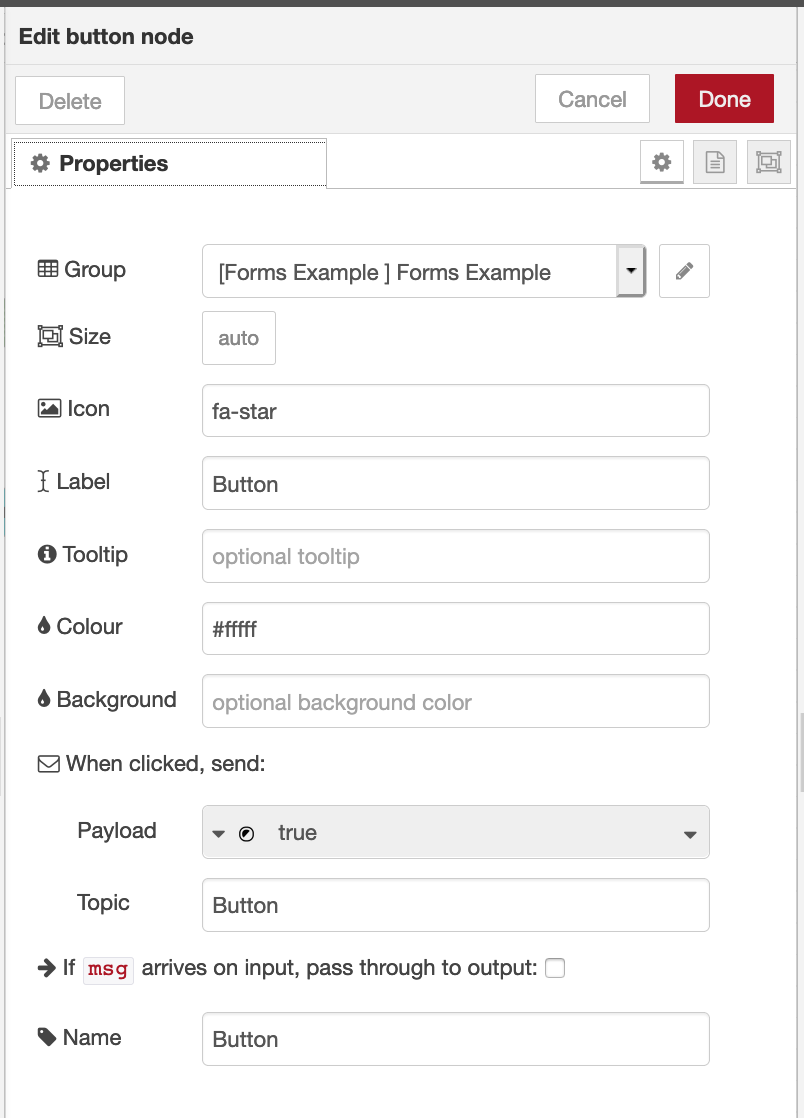 Edit button node
Delete
Cancel
Done
Properties
Group
[Forms Example ] Forms Example
Size
auto
Icon
fa-star
Label
Button
Tooltip
optional tooltip
Colour
#fffff
Background
optional background color
When clicked, send:
Payload
true
Topic
Button
If msg arrives on input, pass through to output:
Name
Button